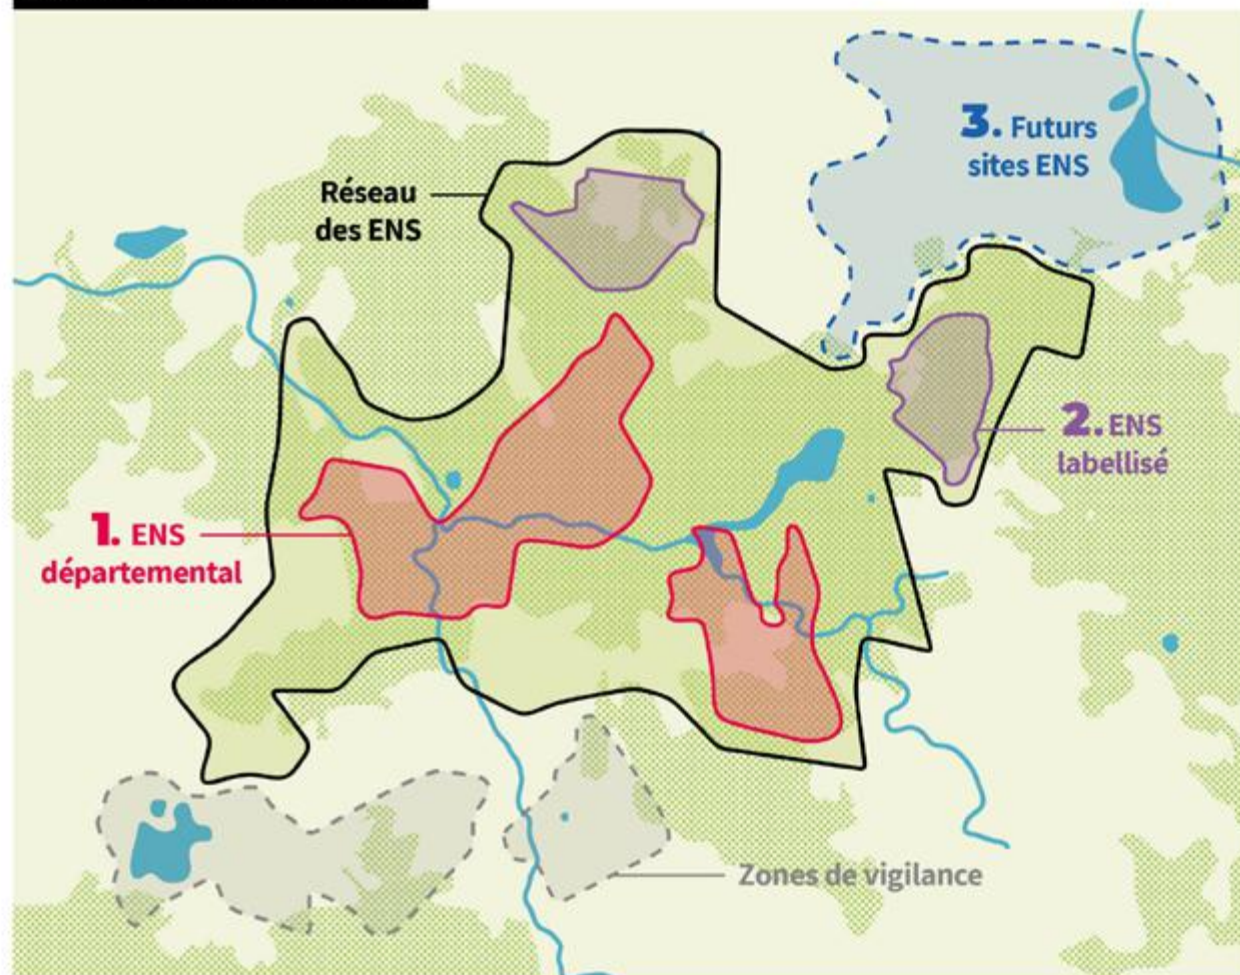 3. Futurs
sites ENS
Réseau
des ENS
2. ENS
labellisé
1. ENS
départemental
Zones de vigilance